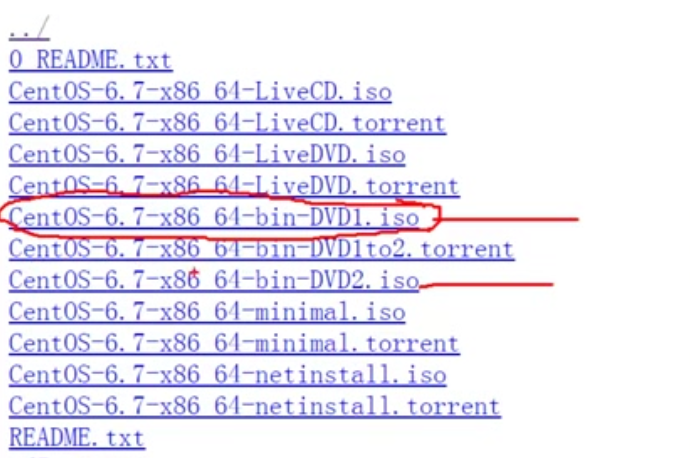 ../
0_README.txt
CentOS-6.7-x86_64-LiveCD.iso
CentOS-6.7-x86_64-LiveCD.torrent
CentOS-6.7-x86_64-LiveDVD.iso
CentOS-6.7-x86_64-LiveDVD.torrent
CentOS-6.7-x86_64-bin-DVD1.iso
CentOS-6.7-x86_64-bin-DVD1to2.torrent
CentOS-6.7-x86_64-bin-DVD2.iso
CentOS-6.7-x86_64-minimal.iso
CentOS-6.7-x86_64-minimal.torrent
CentOS-6.7-x86_64-netinstall.iso
CentOS-6.7-x86_64-netinstall.torrent
README.txt